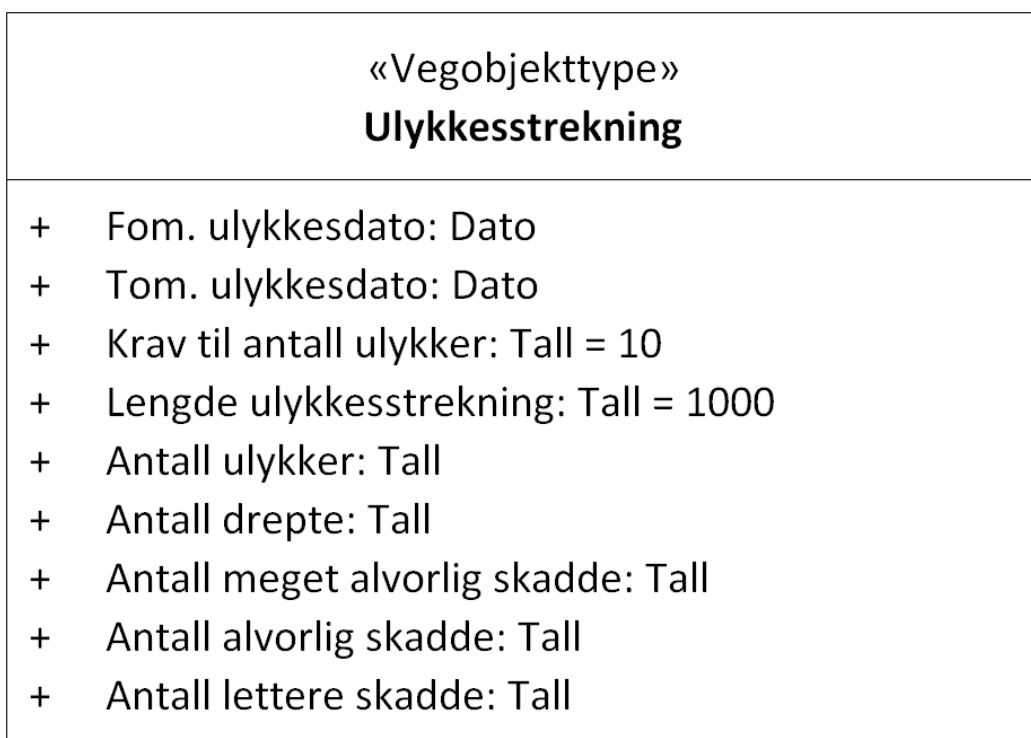 «Vegobjekttype»
Ulykkesstrekning
+ Fom. ulykkesdato: Dato
+ Tom. ulykkesdato: Dato
+ Krav til antall ulykker: Tall = 10
+ Lengde ulykkesstrekning: Tall = 1000
+ Antall ulykker: Tall
+ Antall drepte: Tall
+ Antall meget alvorlig skadde: Tall
+ Antall alvorlig skadde: Tall
+ Antall lettere skadde: Tall